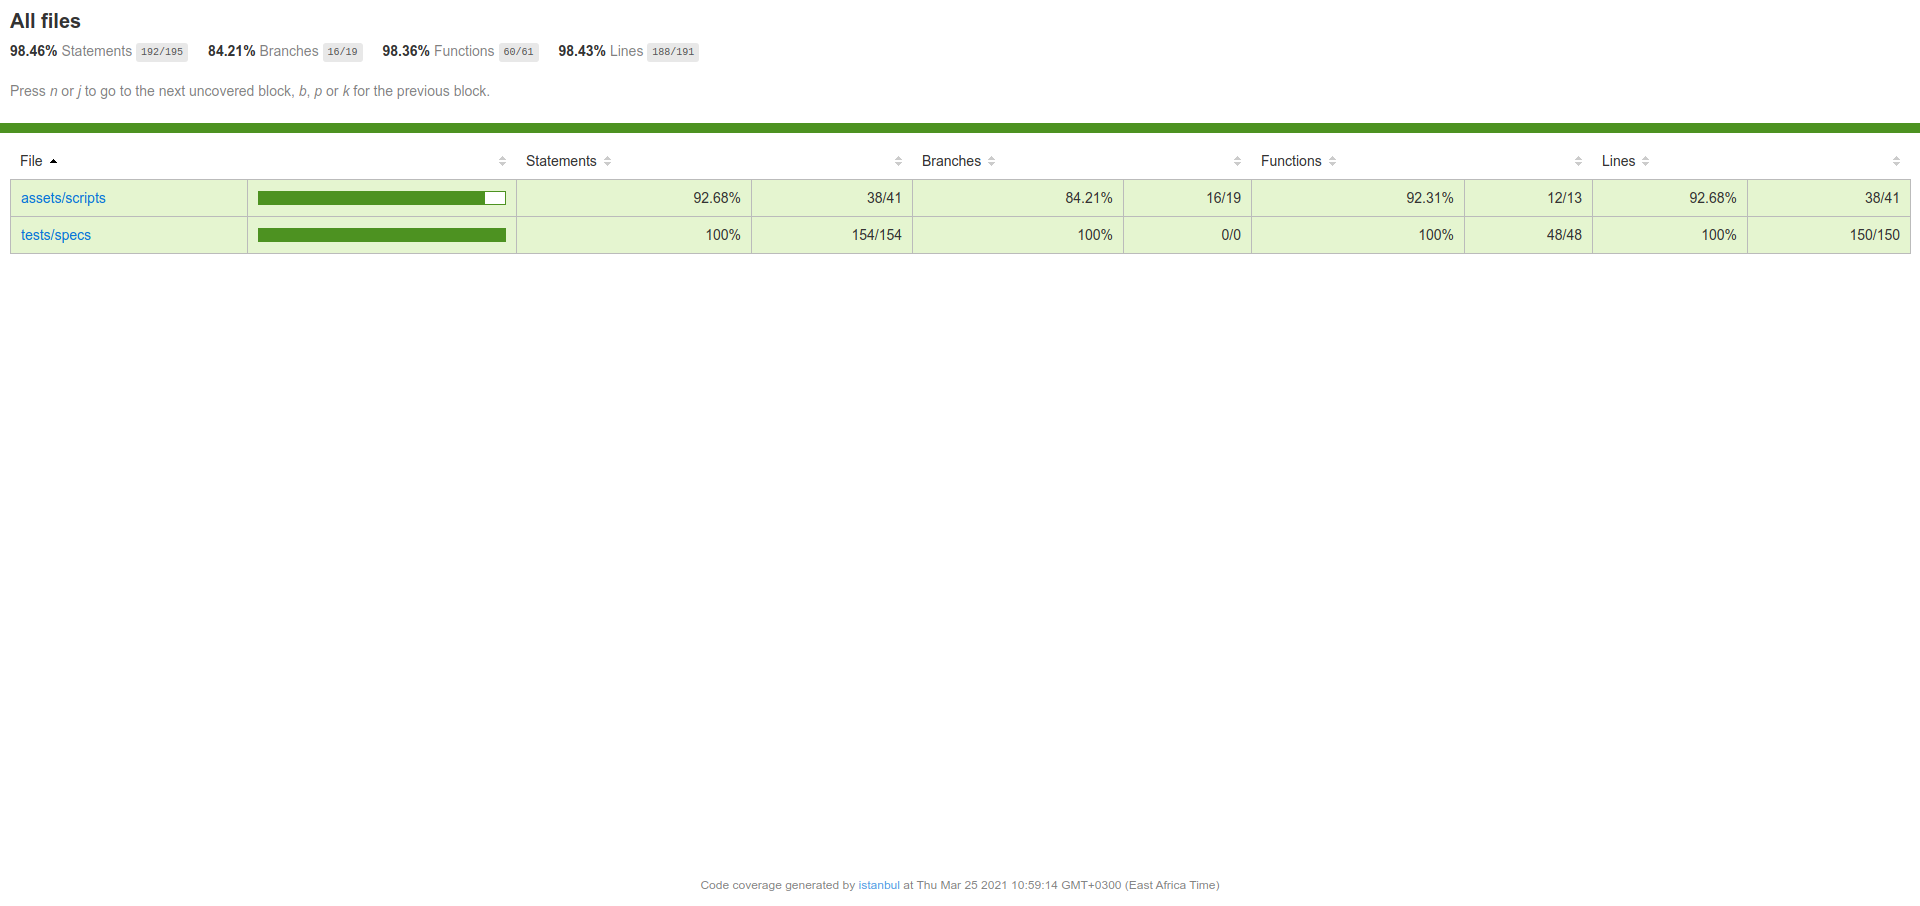 All files
98.46% Statements 192/195 84.21% Branches 16/19 98.36% Functions 60/61 98.43% Lines 188/191
Press n or j to go to the next uncovered block, b, p or k for the previous block.
File Statements Branches Functions Lines
assets/scripts 92.68% 38/41 84.21% 16/19 92.31% 12/13 92.68% 38/41
tests/specs 100% 154/154 100% 0/0 100% 48/48 100% 150/150
Code coverage generated by istanbul at Thu Mar 25 2021 10:59:14 GMT+0300 (East Africa Time)